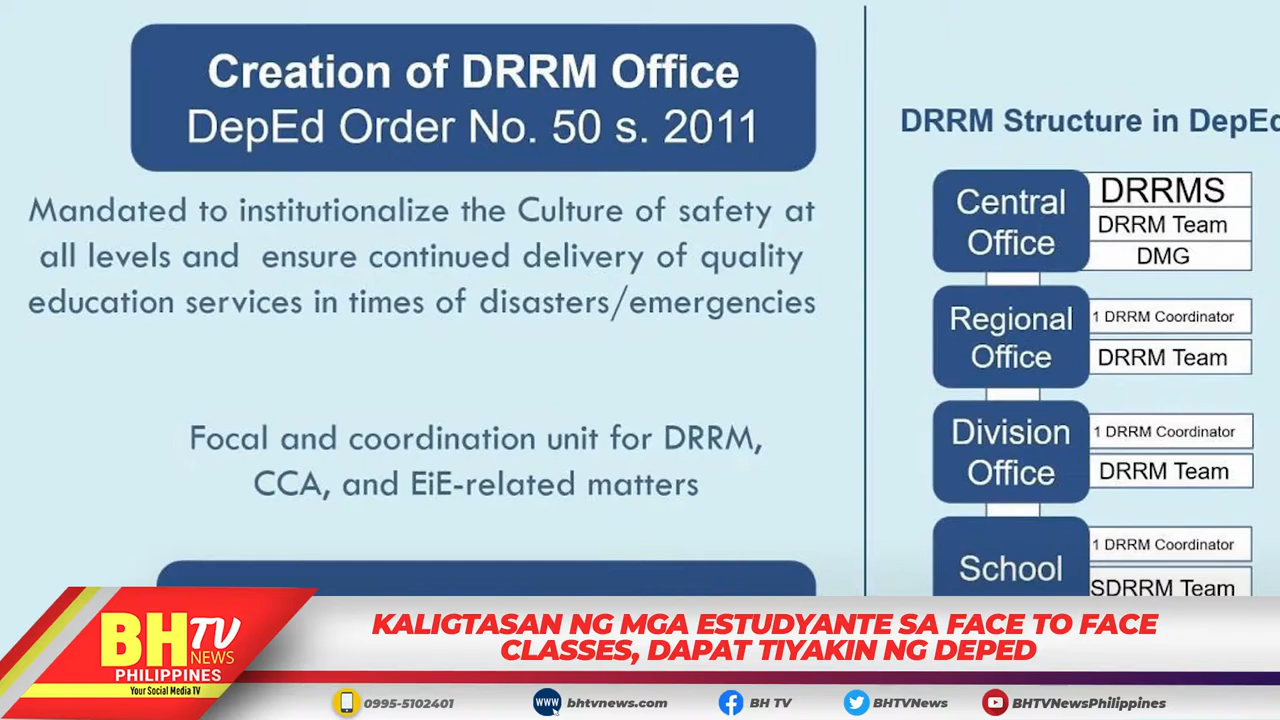 Creation of DRRM Office
DepEd Order No. 50 s. 2011
Mandated to institutionalize the Culture of safety at
all levels and ensure continued delivery of quality
education services in times of disasters/emergencies
Focal and coordination unit for DRRM,
CCA, and EiE-related matters
DRRM Structure in DepEd
Central
Office
DRRMS
DRRM Team
DMG
Regional
Office
1 DRRM Coordinator
DRRM Team
Division
Office
1 DRRM Coordinator
DRRM Team
School
1 DRRM Coordinator
SDRRM Team
BH TV
NEWS
PHILIPPINES
Your Social Media TV
KALIGTASAN NG MGA ESTUDYANTE SA FACE TO FACE
CLASSES, DAPAT TIYAKIN NG DEPED
0995-5102401
www
bhtvnews.com
BH TV
BHTVNews
BHTVNewsPhilippines